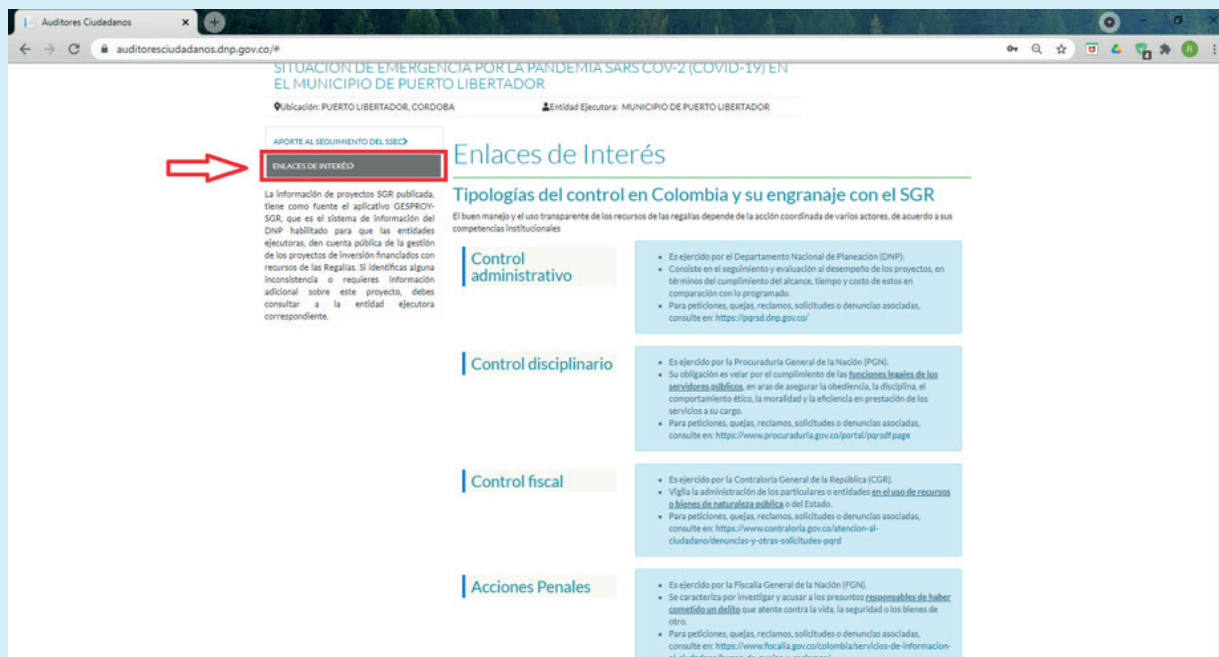 Auditores Ciudadanos
auditoresciudadanos.dnp.gov.co/#
SITUACIÓN DE EMERGENCIA POR LA PANDEMIA SARS COV-2 (COVID-19) EN
EL MUNICIPIO DE PUERTO LIBERTADOR
Ubicación: PUERTO LIBERTADOR, CORDOBA
Entidad Ejecutora: MUNICIPIO DE PUERTO LIBERTADOR
APORTE AL SEGUIMIENTO DEL SSEC
ENLACES DE INTERÉS
La información de proyectos SGR publicada,
tiene como fuente el aplicativo GESPROY-
SGR, que es el sistema de información del
DNP habilitado para que las entidades
ejecutoras, den cuenta pública de la gestión
de los proyectos de inversión financiados con
recursos de las Regalías. Si identificas alguna
inconsistencia o requieres información
adicional sobre este proyecto, debes
consultar a la entidad ejecutora
correspondiente.
Enlaces de Interés
Tipologías del control en Colombia y su engranaje con el SGR
El buen manejo y el uso transparente de los recursos de las regalías depende de la acción coordinada de varios actores, de acuerdo a sus
competencias institucionales
Control
administrativo
Es ejercido por el Departamento Nacional de Planeación (DNP).
Consiste en el seguimiento y evaluación al desempeño de los proyectos, en
términos del cumplimiento del alcance, tiempo y costo de estos en
comparación con lo programado.
Para peticiones, quejas, reclamos, solicitudes o denuncias asociadas,
consulte en: https://pqrsd.dnp.gov.co/
Control disciplinario
Es ejercido por la Procuraduría General de la Nación (PGN).
Su obligación es velar por el cumplimiento de las funciones legales de los
servidores públicos, en aras de asegurar la obediencia, la disciplina, el
comportamiento ético, la moralidad y la eficiencia en prestación de los
servicios a su cargo.
Para peticiones, quejas, reclamos, solicitudes o denuncias asociadas,
consulte en: https://www.procuraduria.gov.co/portal/pqrsdf.page
Control fiscal
Es ejercido por la Contraloría General de la República (CGR).
Vigila la administración de los particulares o entidades en el uso de recursos
o bienes de naturaleza pública o del Estado.
Para peticiones, quejas, reclamos, solicitudes o denuncias asociadas,
consulte en: https://www.contraloria.gov.co/atencion-al-
ciudadano/denuncias-y-otras-solicitudes-pqrd
Acciones Penales
Es ejercido por la Fiscalía General de la Nación (FGN).
Se caracteriza por investigar y acusar a los presuntos responsables de haber
cometido un delito que atente contra la vida, la seguridad o los bienes de
otro.
Para peticiones, quejas, reclamos, solicitudes o denuncias asociadas,
consulte en: https://www.fiscalia.gov.co/colombia/servicios-de-informacion-